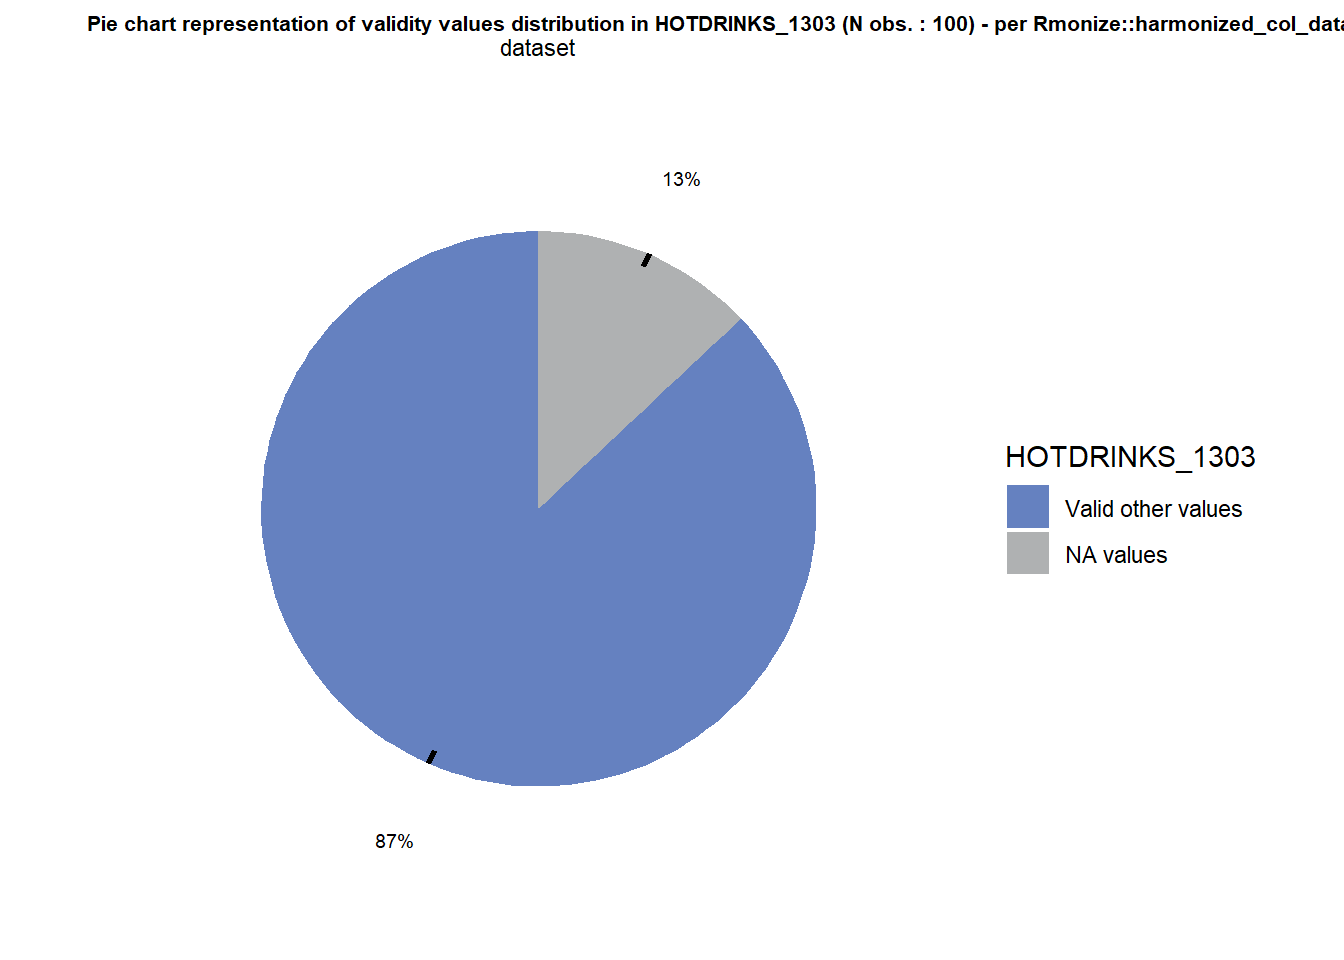 Pie chart representation of validity values distribution in HOTDRINKS_1303 (N obs. : 100) - per Rmonize::harmonized_col_data
dataset
13%
HOTDRINKS_1303
Valid other values
NA values
87%